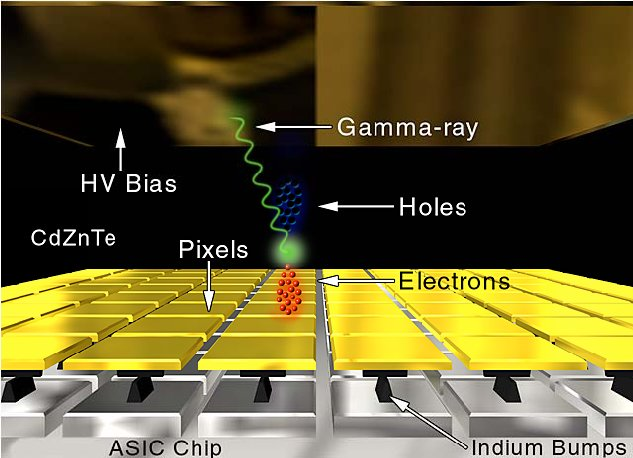 Gamma-ray
HV Bias
Holes
CdZnTe
Pixels
Electrons
ASIC Chip
Indium Bumps